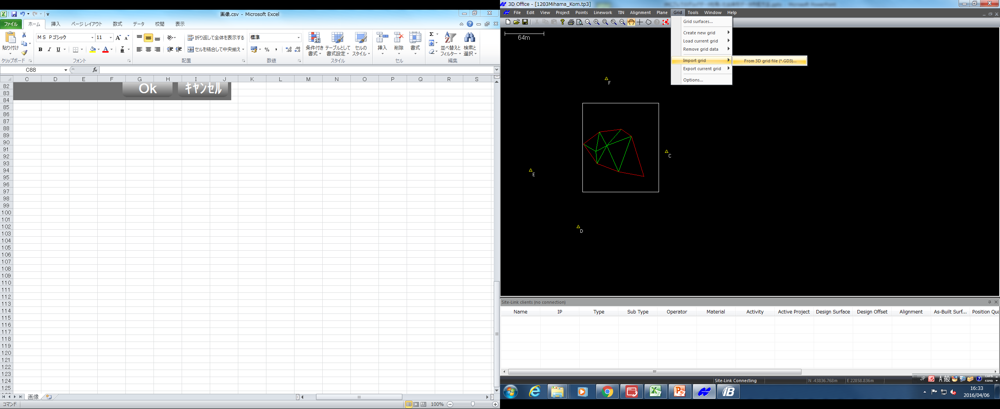 画像.csv - Microsoft Excel
ファイル ホーム 挿入 ページ レイアウト 数式 データ 校閲 表示
貼り付け
ＭＳ Ｐゴシック 11
B I U
折り返して全体を表示する
セルを結合して中央揃え
標準
% ,
条件付き書式 テーブルとして書式設定 セルのスタイル
挿入 削除 書式
Σ
並べ替えとフィルター 検索と選択
クリップボード フォント 配置 数値 スタイル セル 編集
C88 fx
C D E F G H I J K L M N O P Q R S
82
83
84
85
86
87
88
89
90
91
92
93
94
95
96
97
98
99
100
101
102
103
104
105
106
107
108
109
110
111
112
113
114
115
116
117
118
119
120
121
122
123
124
125
Ok キャンセル
画像
コマンド 100%
3D Office - [1203Mihama_Kom.tp3]
File Edit View Project Points Linework TIN Alignment Plane Grid Tools Window Help
64m
Grid surfaces...
Create new grid
Load current grid
Remove grid data
Import grid
From 3D grid file (*.GD3)...
Export current grid
Options...
F
C
E
D
Site-Link clients (no connection)
Name IP Type Sub Type Operator Material Activity Active Project Design Surface Design Offset Alignment As-Built Surf... Position Qua
Site-Link Connecting N -43836.768m E 22858.836m
JP A 般 CAPS KANA
16:33
2016/04/06